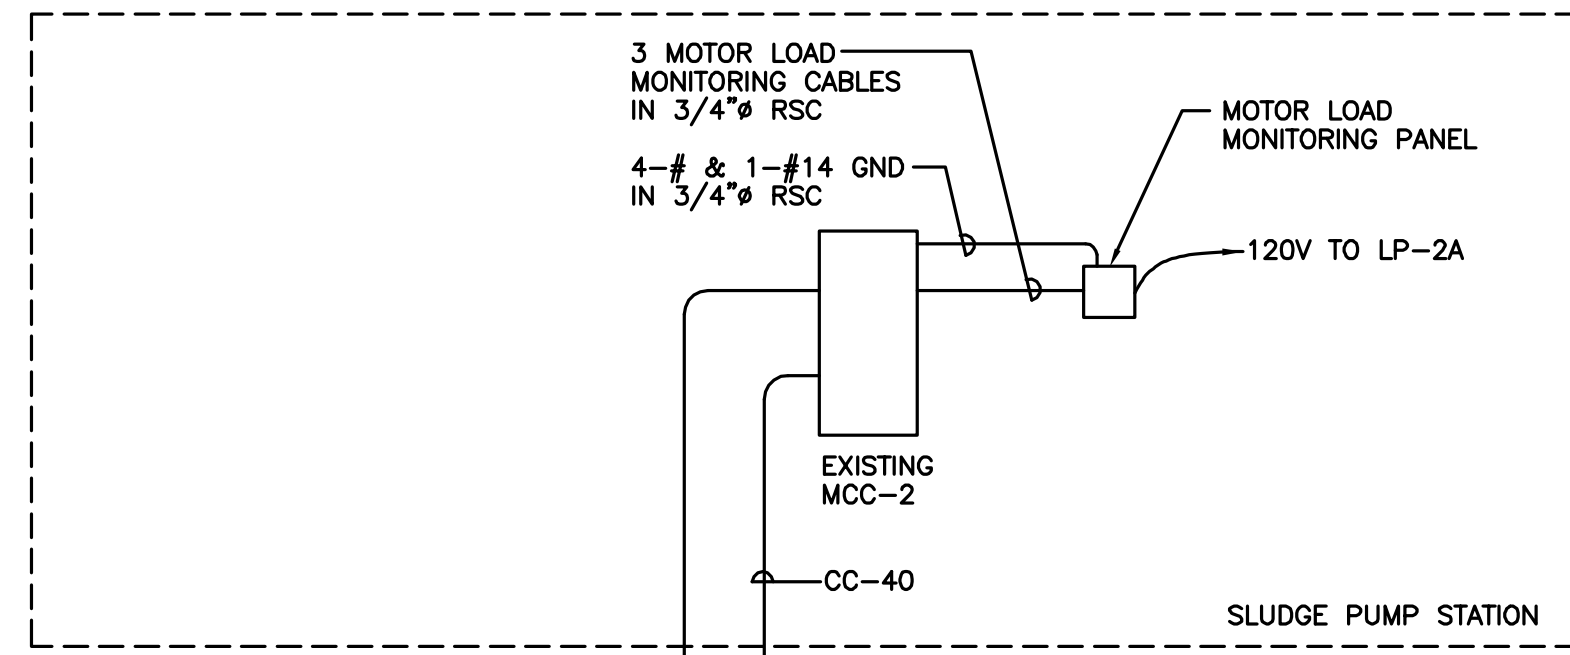 3 MOTOR LOAD
MONITORING CABLES
IN 3/4"ø RSC
4-# & 1-#14 GND
IN 3/4"ø RSC
MOTOR LOAD
MONITORING PANEL
120V TO LP-2A
EXISTING
MCC-2
CC-40
SLUDGE PUMP STATION